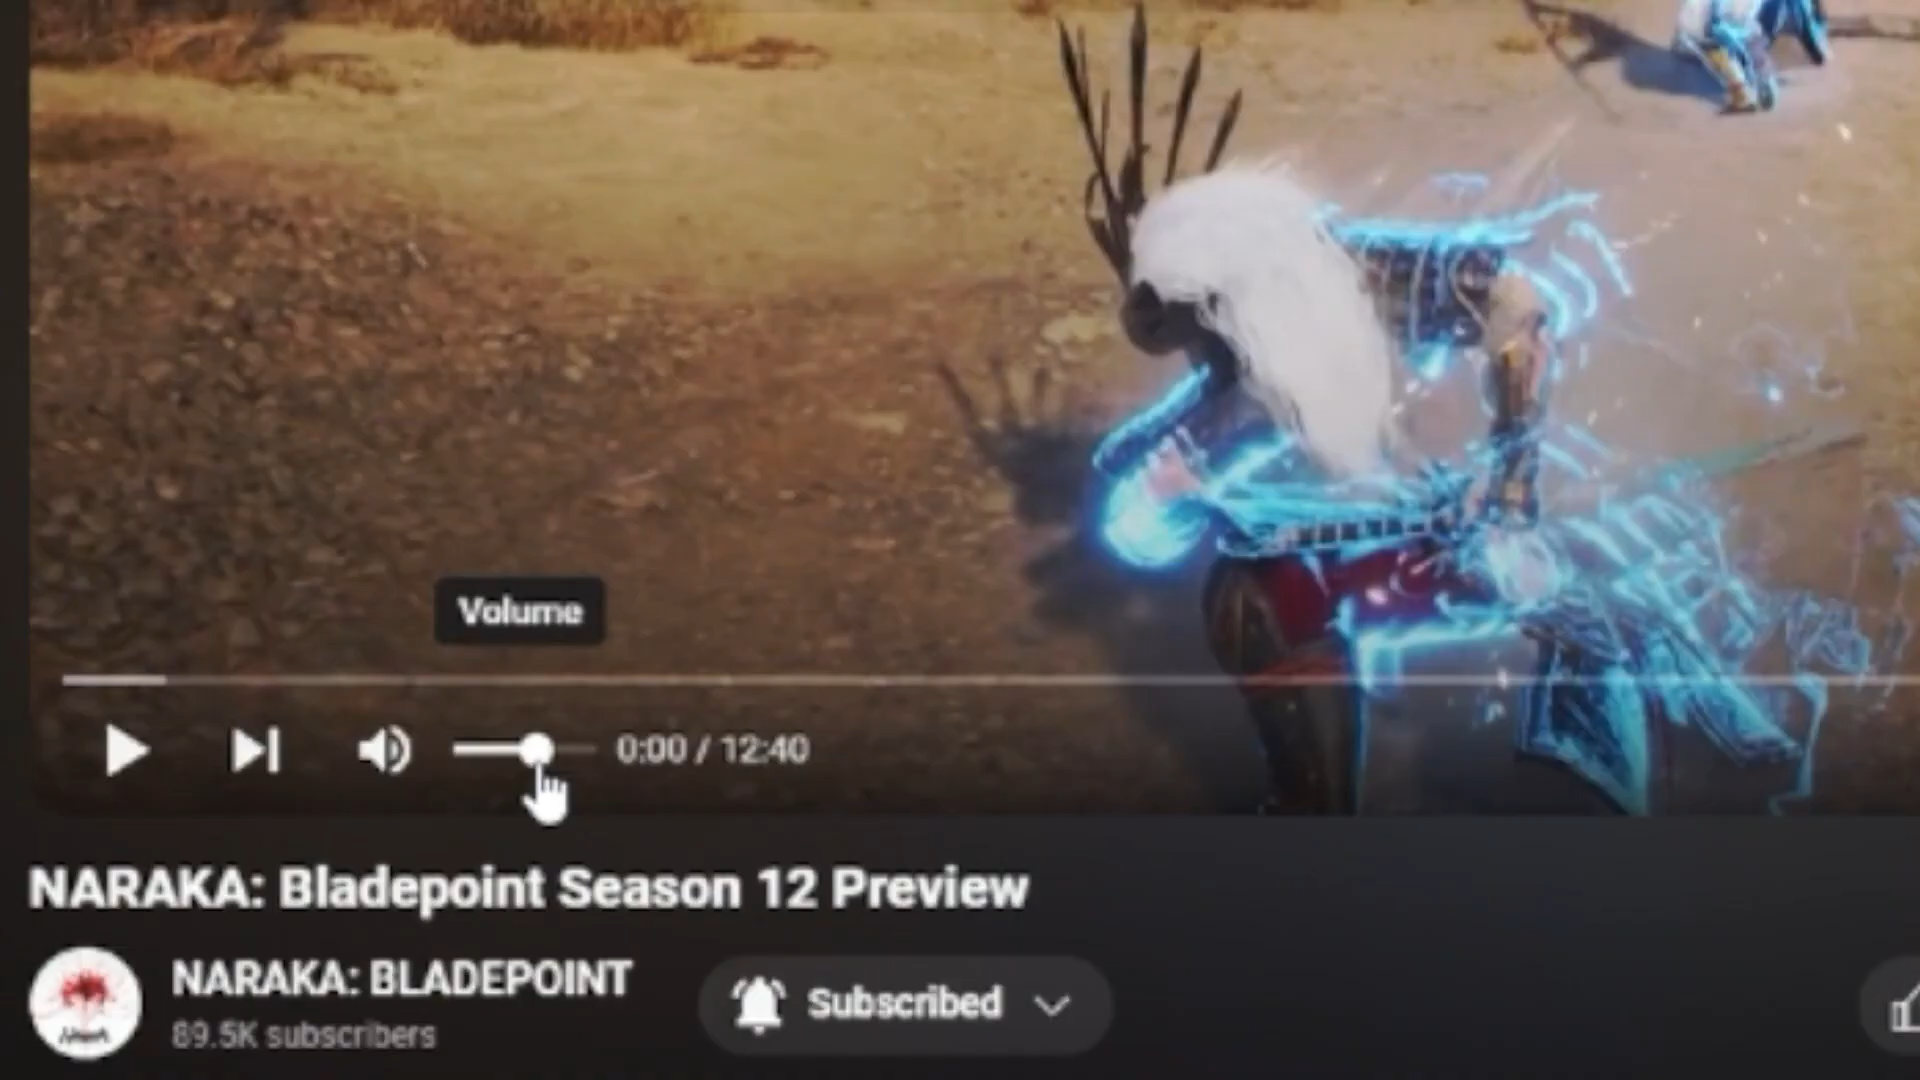 Volume
0:00 / 12:40
NARAKA: Bladepoint Season 12 Preview
NARAKA: BLADEPOINT
Subscribed
89.5K subscribers